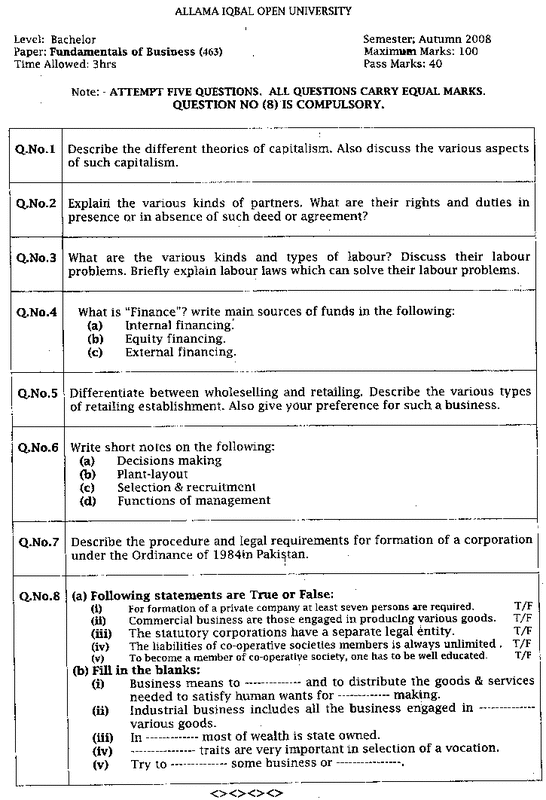 ALLAMA IQBAL OPEN UNIVERSITY
Level: Bachelor
Semester: Autumn 2008
Paper: Fundamentals of Business (463)
Maximum Marks: 100
Time Allowed: 3hrs
Pass Marks: 40
Note: - ATTEMPT FIVE QUESTIONS. ALL QUESTIONS CARRY EQUAL MARKS.
QUESTION NO (8) IS COMPULSORY.
Q.No.1 Describe the different theories of capitalism. Also discuss the various aspects
of such capitalism.
Q.No.2 Explain the various kinds of partners. What are their rights and duties in
presence or in absence of such deed or agreement?
Q.No.3 What are the various kinds and types of labour? Discuss their labour
problems. Briefly explain labour laws which can solve their labour problems.
Q.No.4 What is "Finance"? write main sources of funds in the following:
(a) Internal financing.
(b) Equity financing.
(c) External financing.
Q.No.5 Differentiate between wholeselling and retailing. Describe the various types
of retailing establishment. Also give your preference for such a business.
Q.No.6 Write short notes on the following:
(a) Decisions making
(b) Plant-layout
(c) Selection & recruitment
(d) Functions of management
Q.No.7 Describe the procedure and legal requirements for formation of a corporation
under the Ordinance of 1984in Pakistan.
Q.No.8 (a) Following statements are True or False:
(i) For formation of a private company at least seven persons are required. T/F
(ii) Commercial business are those engaged in producing various goods. T/F
(iii) The statutory corporations have a separate legal entity. T/F
(iv) The liabilities of co-operative societies members is always unlimited . T/F
(v) To become a member of co-operative society, one has to be well educated. T/F
(b) Fill in the blanks:
(i) Business means to ------------- and to distribute the goods & services
needed to satisfy human wants for ------------ making.
(ii) Industrial business includes all the business engaged in -------------
various goods.
(iii) In ------------- most of wealth is state owned.
(iv) --------------- traits are very important in selection of a vocation.
(v) Try to ------------- some business or ---------------.
<><><><>